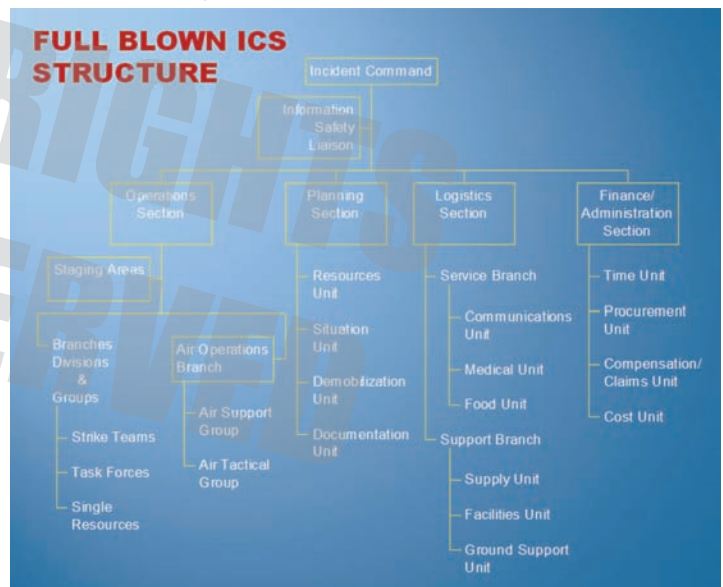 FULL BLOWN ICS
STRUCTURE
Incident Command
Information
Safety
Liaison
Operations
Section
Planning
Section
Logistics
Section
Finance/
Administration
Section
Staging Areas
Branches
Divisions
&
Groups
Strike Teams
Task Forces
Single
Resources
Air Operations
Branch
Air Support
Group
Air Tactical
Group
Resources
Unit
Situation
Unit
Demobilization
Unit
Documentation
Unit
Service Branch
Communications
Unit
Medical Unit
Food Unit
Support Branch
Supply Unit
Facilities Unit
Ground Support
Unit
Time Unit
Procurement
Unit
Compensation/
Claims Unit
Cost Unit
RIGHTS